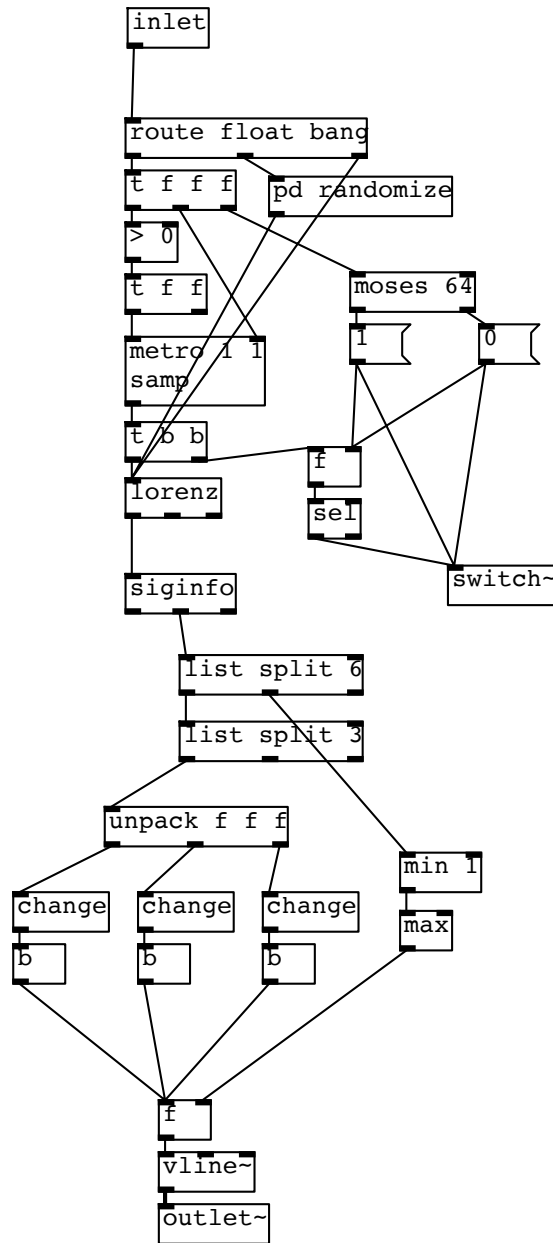 inlet
route float bang
t f f f
pd randomize
> 0
moses 64
t f f
1
0
metro 1 1
samp
t b b
f
lorenz
sel
switch~
siginfo
list split 6
list split 3
unpack f f f
min 1
change
change
change
max
b
b
b
f
vline~
outlet~